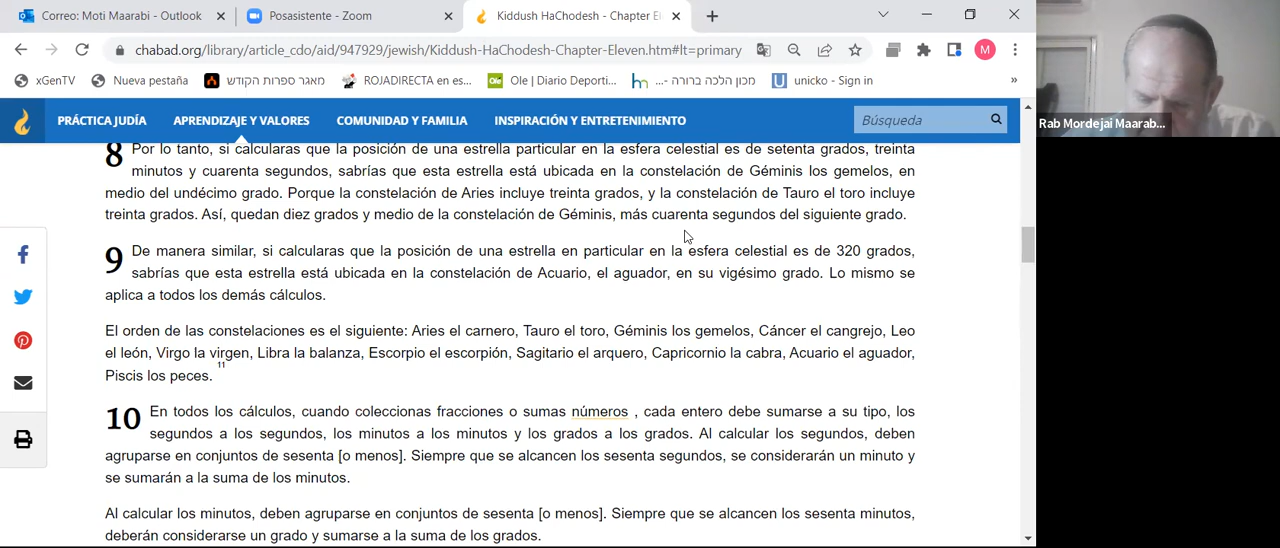 Correo: Moti Maarabi - Outlook
Posasistente - Zoom
Kiddush HaChodesh - Chapter El
chabad.org/library/article_cdo/aid/947929/jewish/Kiddush-HaChodesh-Chapter-Eleven.htm#lt=primary
M
xGenTV
Nueva pestaña
מאגר ספרות הקודש
ROJADIRECTA en es...
Ole
Ole | Diario Deporti...
מכון הלכה ברורה -...
unicko - Sign in
»
PRÁCTICA JUDÍA
APRENDIZAJE Y VALORES
COMUNIDAD Y FAMILIA
INSPIRACIÓN Y ENTRETENIMIENTO
Búsqueda
Rab Mordejai Maarab...
8 Por lo tanto, si calcularas que la posición de una estrella particular en la esfera celestial es de setenta grados, treinta
minutos y cuarenta segundos, sabrías que esta estrella está ubicada en la constelación de Géminis los gemelos, en
medio del undécimo grado. Porque la constelación de Aries incluye treinta grados, y la constelación de Tauro el toro incluye
treinta grados. Así, quedan diez grados y medio de la constelación de Géminis, más cuarenta segundos del siguiente grado.
9 De manera similar, si calcularas que la posición de una estrella en particular en la esfera celestial es de 320 grados,
sabrías que esta estrella está ubicada en la constelación de Acuario, el aguador, en su vigésimo grado. Lo mismo se
aplica a todos los demás cálculos.
El orden de las constelaciones es el siguiente: Aries el carnero, Tauro el toro, Géminis los gemelos, Cáncer el cangrejo, Leo
el león, Virgo la virgen, Libra la balanza, Escorpio el escorpión, Sagitario el arquero, Capricornio la cabra, Acuario el aguador,
Piscis los peces. 11
10 En todos los cálculos, cuando coleccionas fracciones o sumas números , cada entero debe sumarse a su tipo, los
segundos a los segundos, los minutos a los minutos y los grados a los grados. Al calcular los segundos, deben
agruparse en conjuntos de sesenta [o menos]. Siempre que se alcancen los sesenta segundos, se considerarán un minuto y
se sumarán a la suma de los minutos.
Al calcular los minutos, deben agruparse en conjuntos de sesenta [o menos]. Siempre que se alcancen los sesenta minutos,
deberán considerarse un grado y sumarse a la suma de los grados.